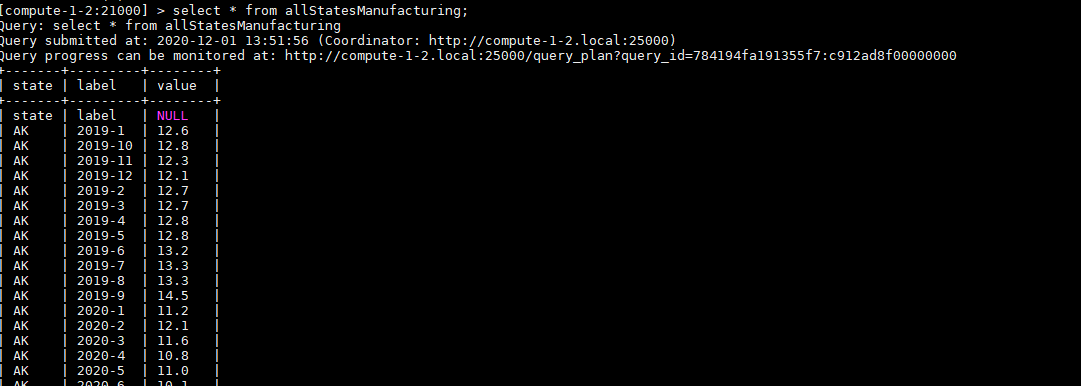 [compute-1-2:21000] > select * from allStatesManufacturing;
Query: select * from allStatesManufacturing
Query submitted at: 2020-12-01 13:51:56 (Coordinator: http://compute-1-2.local:25000)
Query progress can be monitored at: http://compute-1-2.local:25000/query_plan?query_id=784194fa191355f7:c912ad8f00000000
+-------+---------+--------+
| state | label   | value  |
+-------+---------+--------+
| state | label   | NULL   |
| AK    | 2019-1  | 12.6   |
| AK    | 2019-10 | 12.8   |
| AK    | 2019-11 | 12.3   |
| AK    | 2019-12 | 12.1   |
| AK    | 2019-2  | 12.7   |
| AK    | 2019-3  | 12.7   |
| AK    | 2019-4  | 12.8   |
| AK    | 2019-5  | 12.8   |
| AK    | 2019-6  | 13.2   |
| AK    | 2019-7  | 13.3   |
| AK    | 2019-8  | 13.3   |
| AK    | 2019-9  | 14.5   |
| AK    | 2020-1  | 11.2   |
| AK    | 2020-2  | 12.1   |
| AK    | 2020-3  | 11.6   |
| AK    | 2020-4  | 10.8   |
| AK    | 2020-5  | 11.0   |
| AK    | 2020-6  | 10.1   |